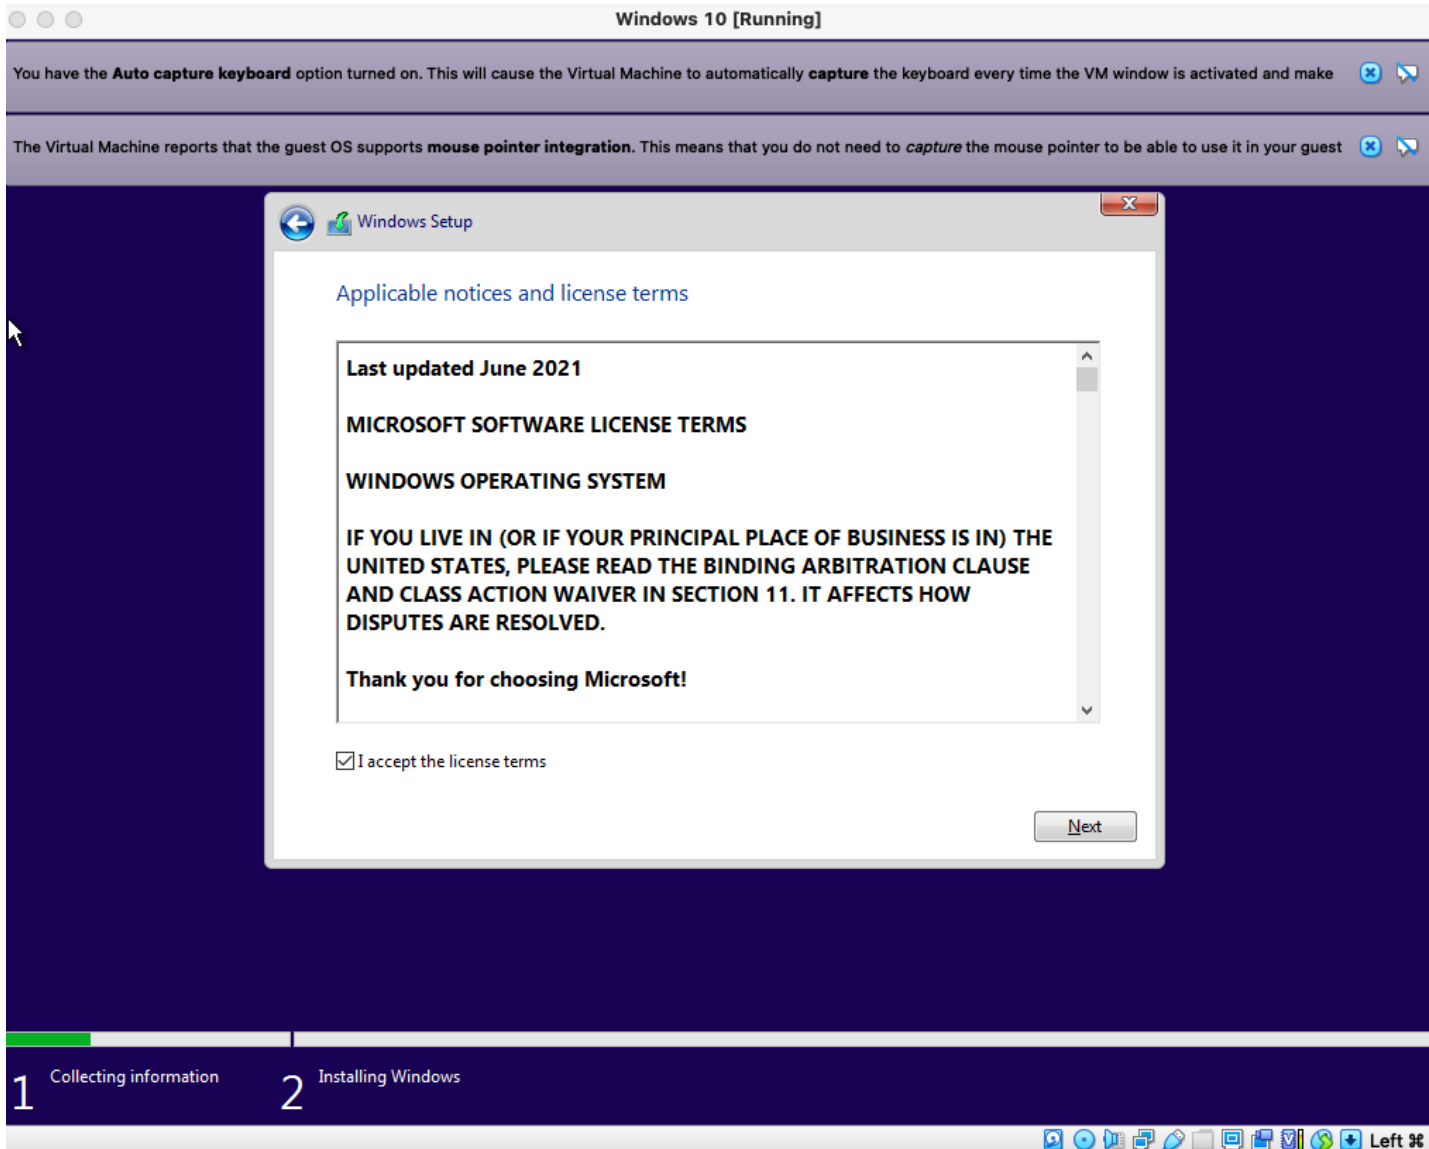 Windows 10 [Running]
You have the Auto capture keyboard option turned on. This will cause the Virtual Machine to automatically capture the keyboard every time the VM window is activated and make
The Virtual Machine reports that the guest OS supports mouse pointer integration. This means that you do not need to capture the mouse pointer to be able to use it in your guest
Windows Setup
Applicable notices and license terms
Last updated June 2021
MICROSOFT SOFTWARE LICENSE TERMS
WINDOWS OPERATING SYSTEM
IF YOU LIVE IN (OR IF YOUR PRINCIPAL PLACE OF BUSINESS IS IN) THE
UNITED STATES, PLEASE READ THE BINDING ARBITRATION CLAUSE
AND CLASS ACTION WAIVER IN SECTION 11. IT AFFECTS HOW
DISPUTES ARE RESOLVED.
Thank you for choosing Microsoft!
I accept the license terms
Next
1 Collecting information
2 Installing Windows
Left ⌘